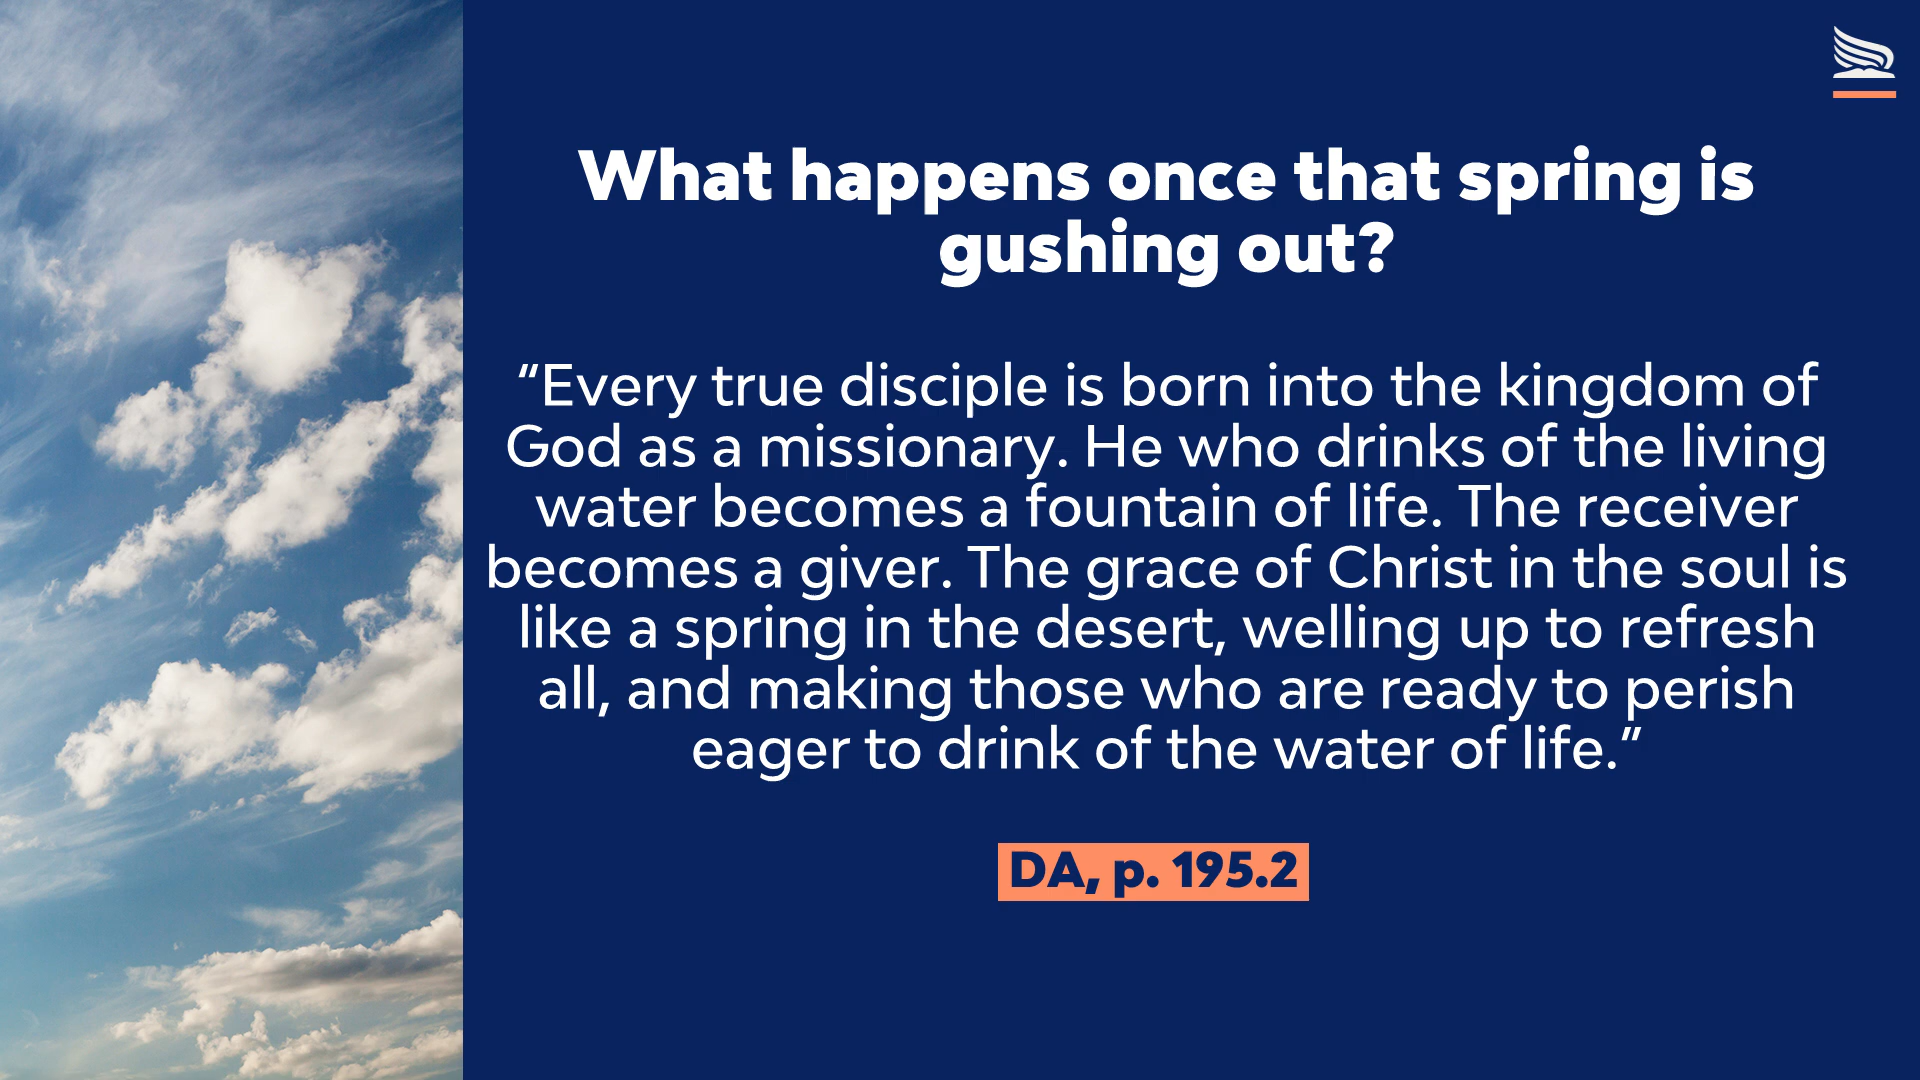 What happens once that spring is
gushing out?
“Every true disciple is born into the kingdom of
God as a missionary. He who drinks of the living
water becomes a fountain of life. The receiver
becomes a giver. The grace of Christ in the soul is
like a spring in the desert, welling up to refresh
all, and making those who are ready to perish
eager to drink of the water of life.”
DA, p. 195.2